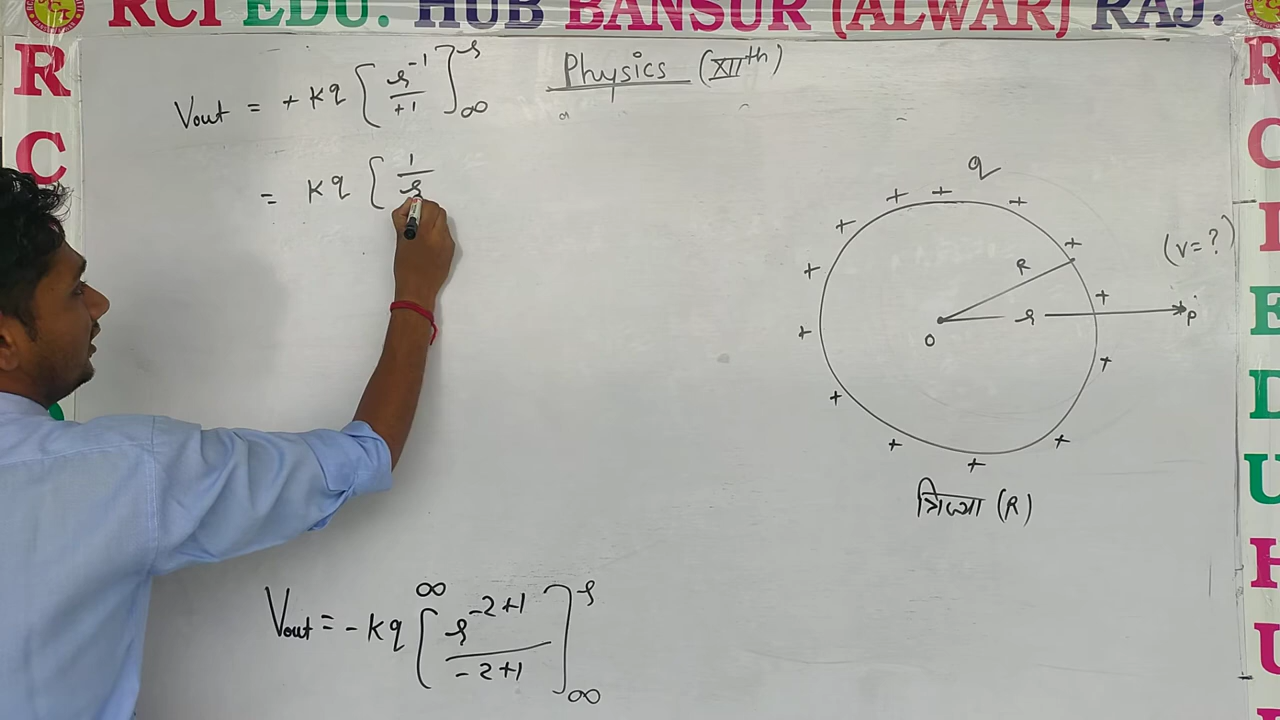 RCI EDU. HUB BANSUR (ALWAR) RAJ.
R
C
R
C
I
E
D
U
H
U
Physics (XIIth)
Vout = + kq [ r⁻¹ / +1 ]∞^r
= kq [ 1 / r
q
+ + + + + + + + + + + + + +
R
r
O
p
(V=?)
त्रिज्या (R)
∞
Vout = - kq [ r⁻²⁺¹ / -2+1 ]∞^r